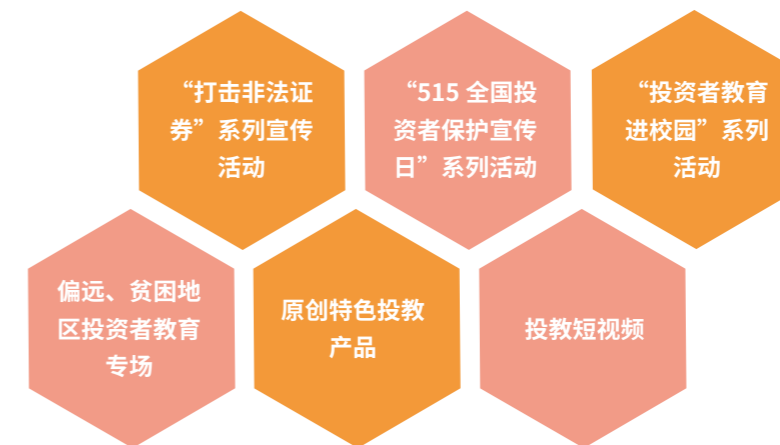 “打击非法证
券”系列宣传
活动
“515 全国投
资者保护宣传
日”系列活动
“投资者教育
进校园”系列
活动
偏远、贫困地
区投资者教育
专场
原创特色投教
产品
投教短视频